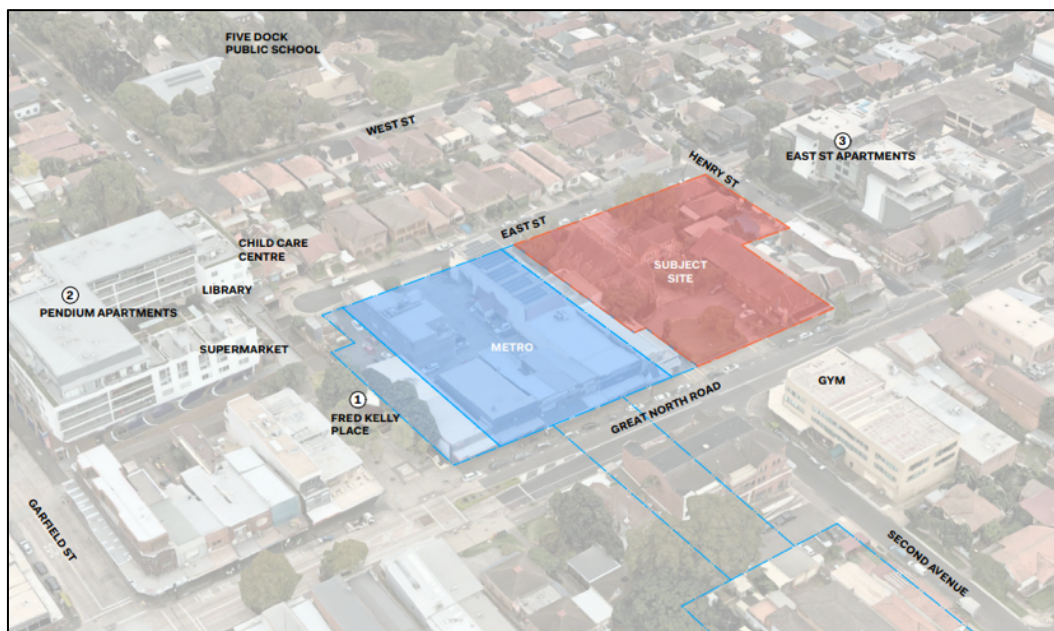 FIVE DOCK
PUBLIC SCHOOL
WEST ST
3
EAST ST APARTMENTS
HENRY ST
EAST ST
CHILD CARE
CENTRE
SUBJECT
SITE
LIBRARY
2
PENDIUM APARTMENTS
SUPERMARKET
METRO
GYM
1
FRED KELLY
PLACE
GREAT NORTH ROAD
GARFIELD ST
SECOND AVENUE